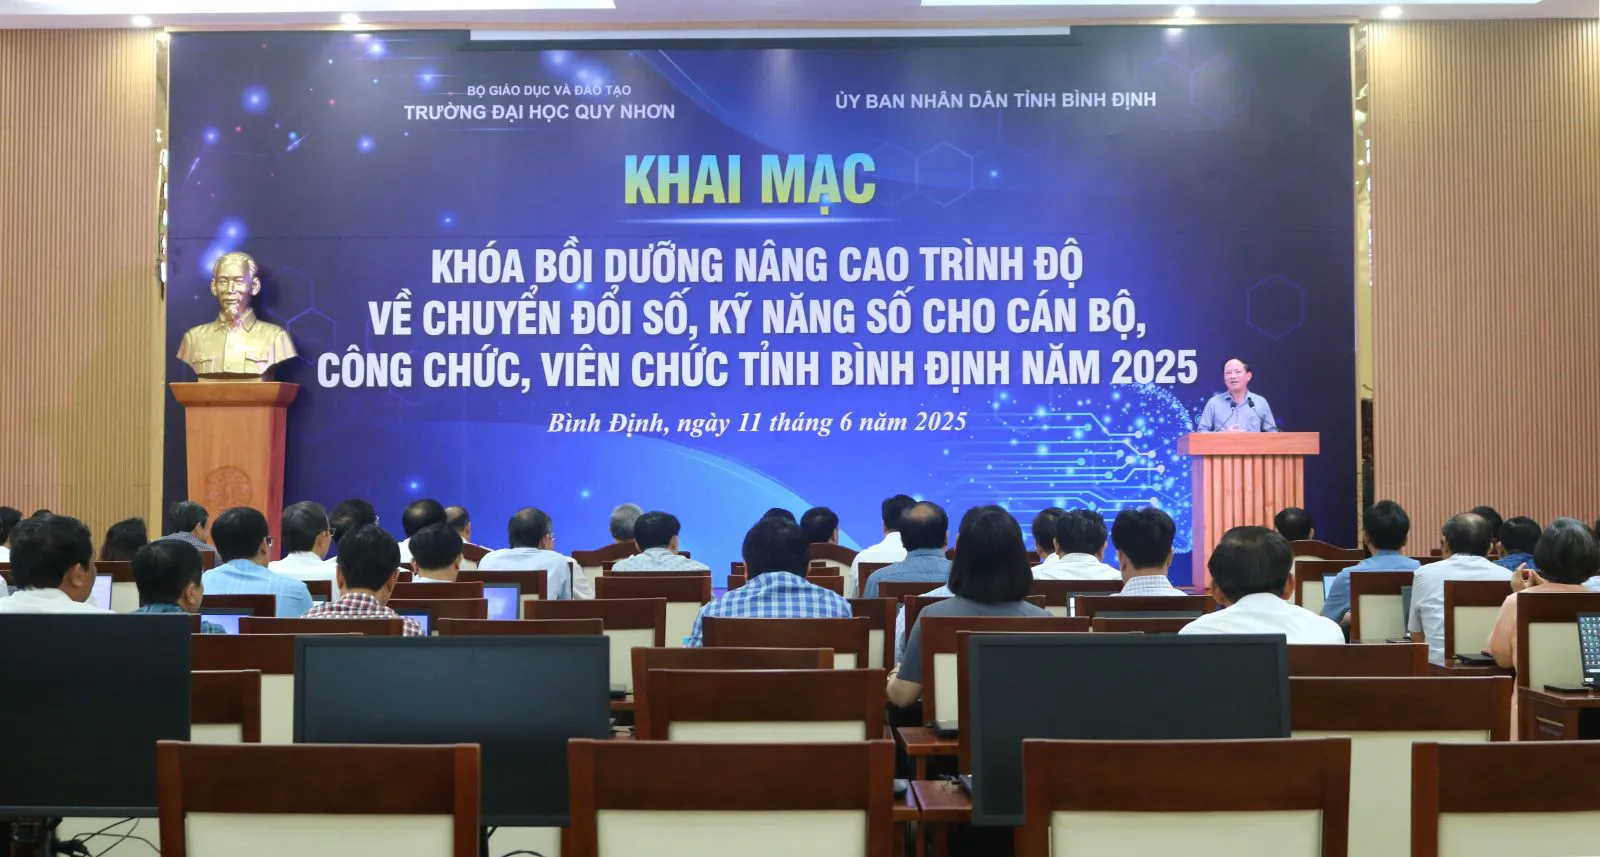 BỘ GIÁO DỤC VÀ ĐÀO TẠO
TRƯỜNG ĐẠI HỌC QUY NHƠN
ỦY BAN NHÂN DÂN TỈNH BÌNH ĐỊNH
KHAI MẠC
KHÓA BỒI DƯỠNG NÂNG CAO TRÌNH ĐỘ
VỀ CHUYỂN ĐỔI SỐ, KỸ NĂNG SỐ CHO CÁN BỘ,
CÔNG CHỨC, VIÊN CHỨC TỈNH BÌNH ĐỊNH NĂM 2025
Bình Định, ngày 11 tháng 6 năm 2025